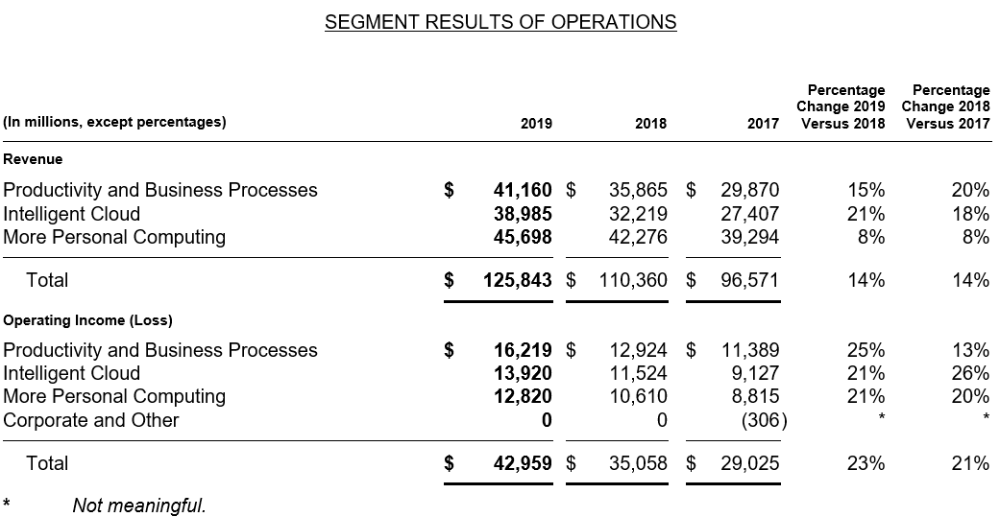 SEGMENT RESULTS OF OPERATIONS
(In millions, except percentages) 2019 2018 2017 Percentage Change 2019 Versus 2018 Percentage Change 2018 Versus 2017
Revenue
Productivity and Business Processes $ 41,160 $ 35,865 $ 29,870 15% 20%
Intelligent Cloud 38,985 32,219 27,407 21% 18%
More Personal Computing 45,698 42,276 39,294 8% 8%
Total $ 125,843 $ 110,360 $ 96,571 14% 14%
Operating Income (Loss)
Productivity and Business Processes $ 16,219 $ 12,924 $ 11,389 25% 13%
Intelligent Cloud 13,920 11,524 9,127 21% 26%
More Personal Computing 12,820 10,610 8,815 21% 20%
Corporate and Other 0 0 (306) * *
Total $ 42,959 $ 35,058 $ 29,025 23% 21%
* Not meaningful.